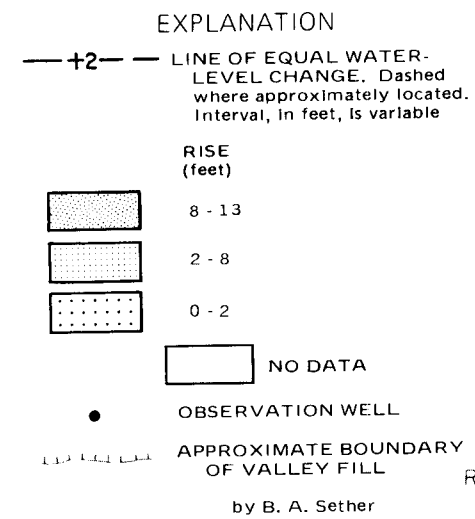 EXPLANATION
+2
LINE OF EQUAL WATER-
LEVEL CHANGE. Dashed
where approximately located.
Interval, in feet, is variable
RISE
(feet)
8 - 13
2 - 8
0 - 2
NO DATA
OBSERVATION WELL
APPROXIMATE BOUNDARY
OF VALLEY FILL
R
by B. A. Sether